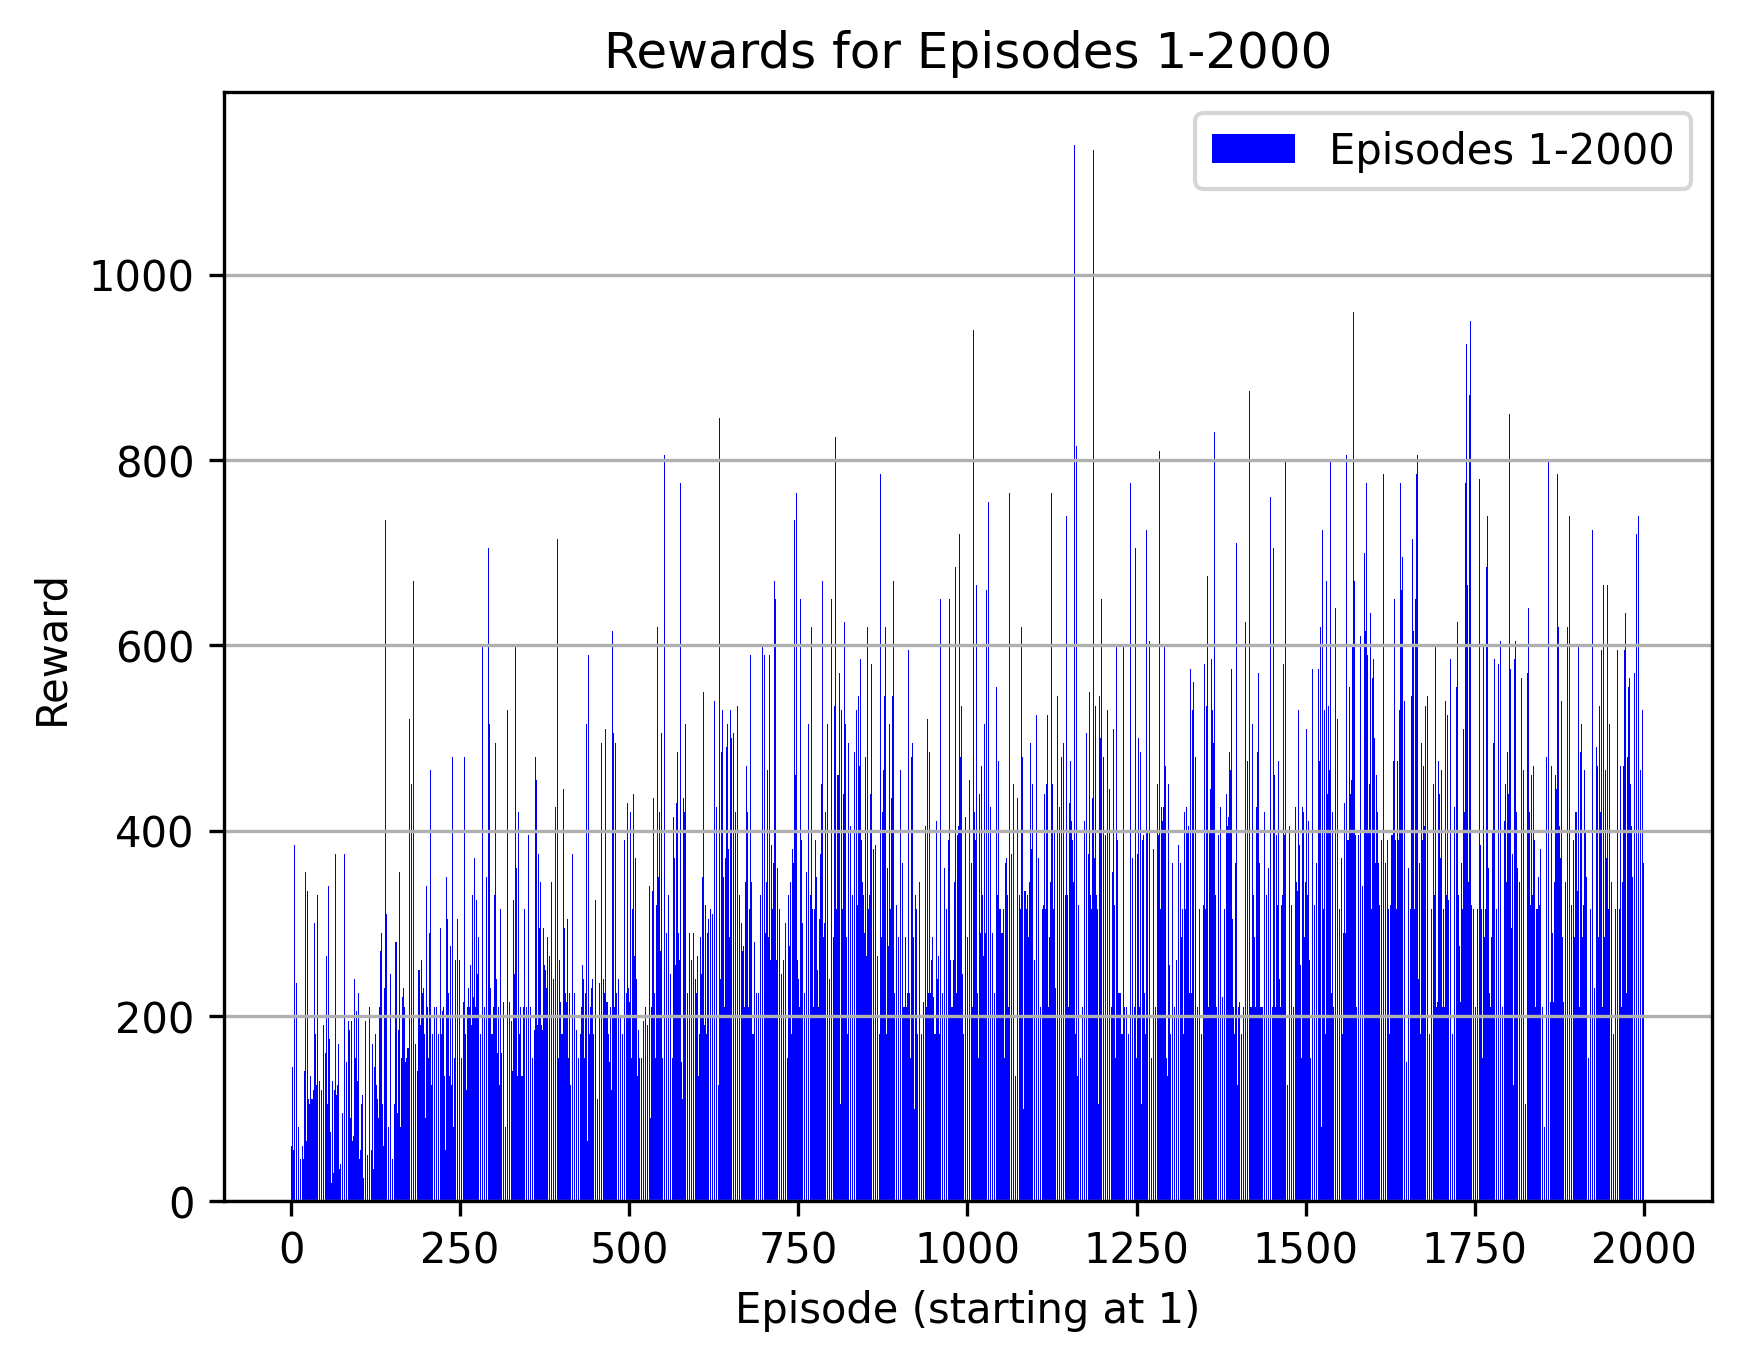 Rewards for Episodes 1-2000
Episodes 1-2000
1000
800
600
400
200
0
Reward
0 250 500 750 1000 1250 1500 1750 2000
Episode (starting at 1)